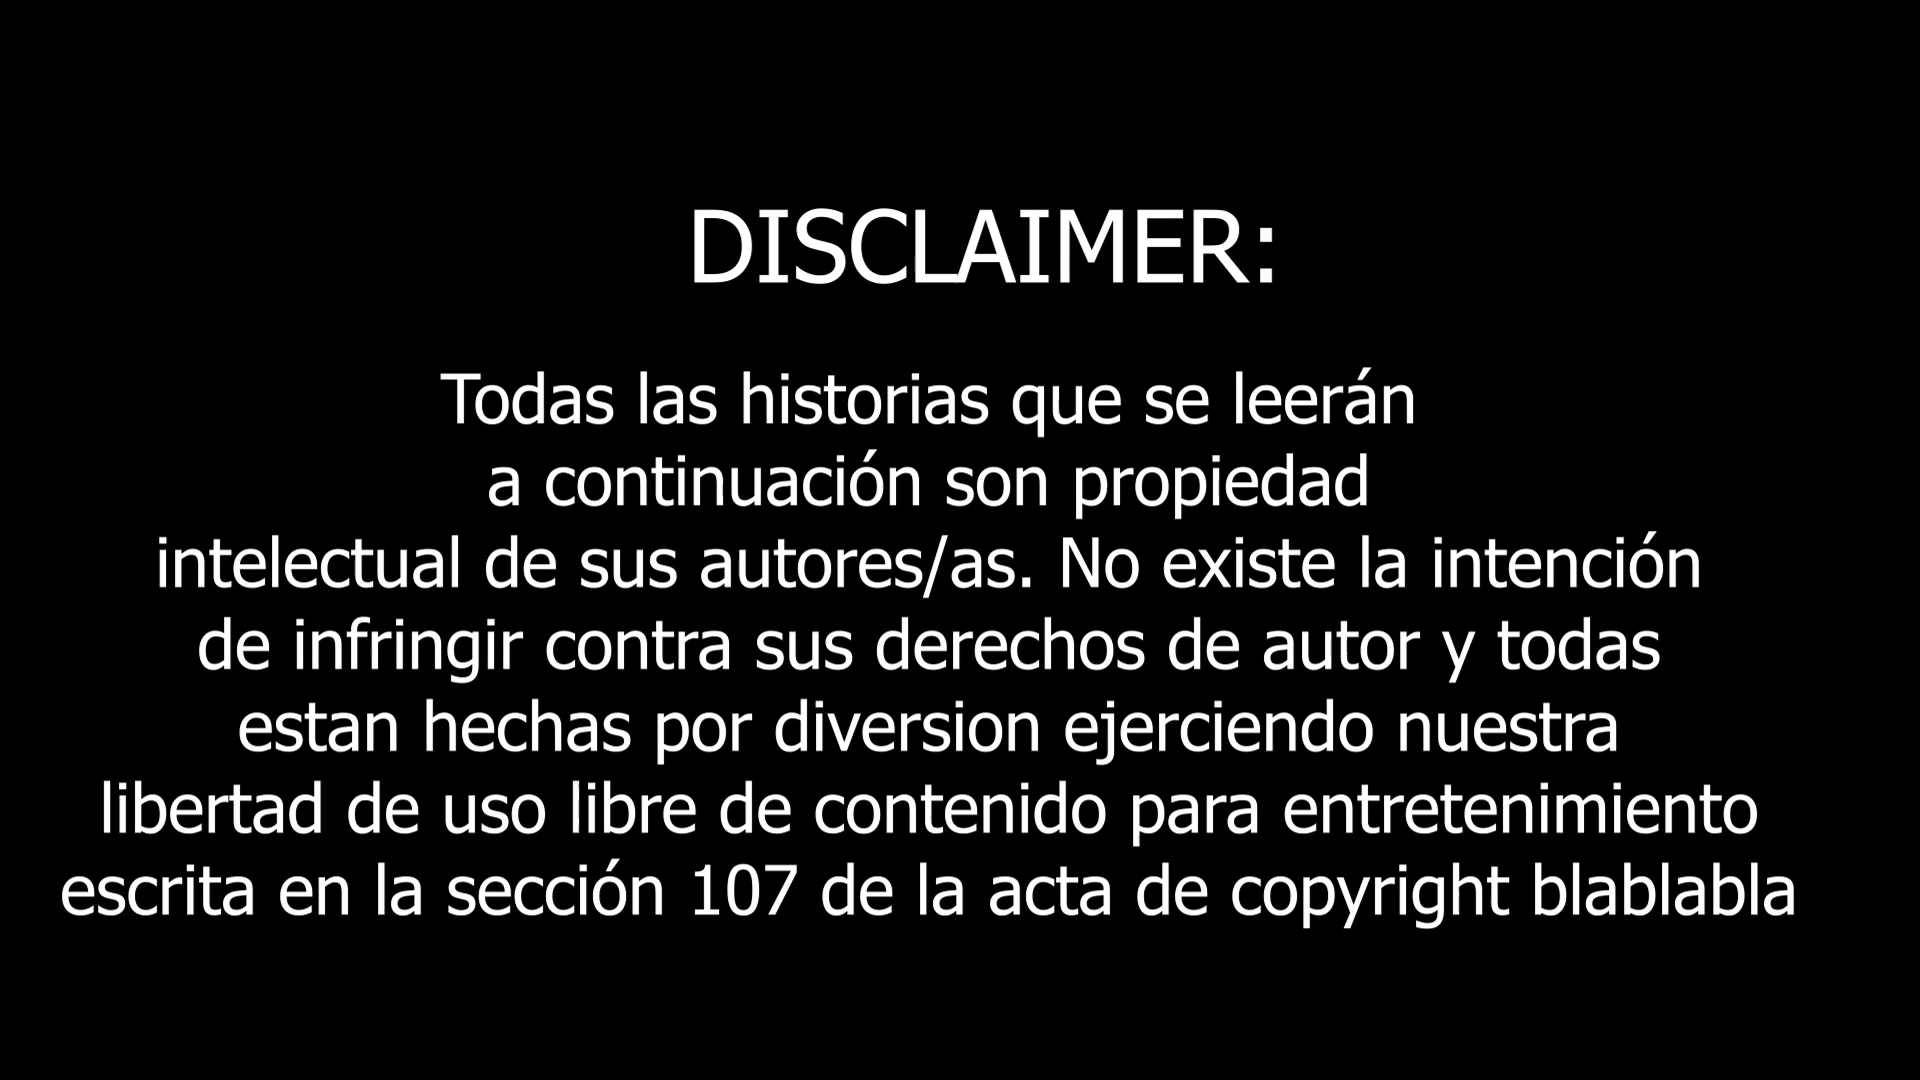 DISCLAIMER:
Todas las historias que se leerán
a continuación son propiedad
intelectual de sus autores/as. No existe la intención
de infringir contra sus derechos de autor y todas
estan hechas por diversion ejerciendo nuestra
libertad de uso libre de contenido para entretenimiento
escrita en la sección 107 de la acta de copyright blablabla